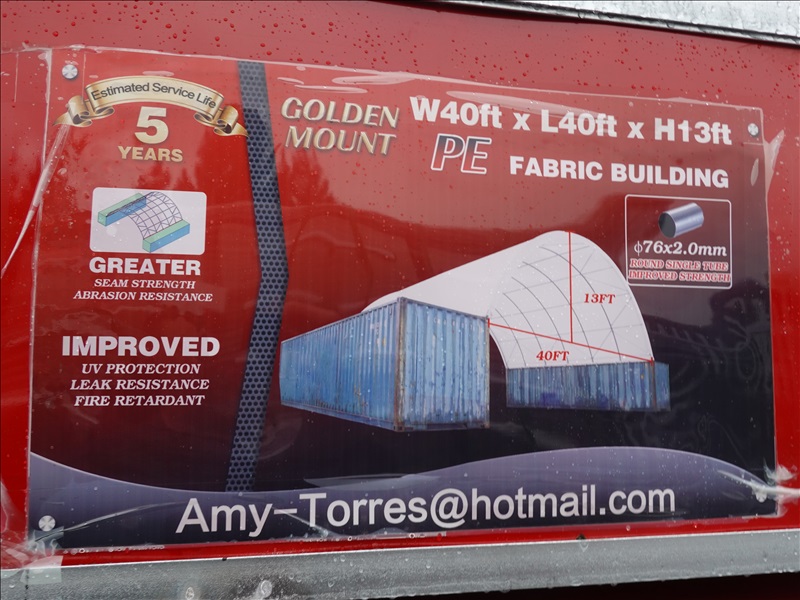 Estimated Service Life
5
YEARS
GOLDEN
MOUNT
W40ft x L40ft x H13ft
PE FABRIC BUILDING
GREATER
SEAM STRENGTH
ABRASION RESISTANCE
ϕ76x2.0mm
ROUND SINGLE TUBE
IMPROVED STRENGTH
13FT
40FT
IMPROVED
UV PROTECTION
LEAK RESISTANCE
FIRE RETARDANT
Amy-Torres@hotmail.com